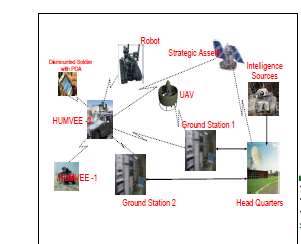 Robot
Strategic Asset
Dismounted Soldier
with PDA
Intelligence
Sources
UAV
HUMVEE -2
Ground Station 1
HUMVEE -1
Ground Station 2
Head Quarters